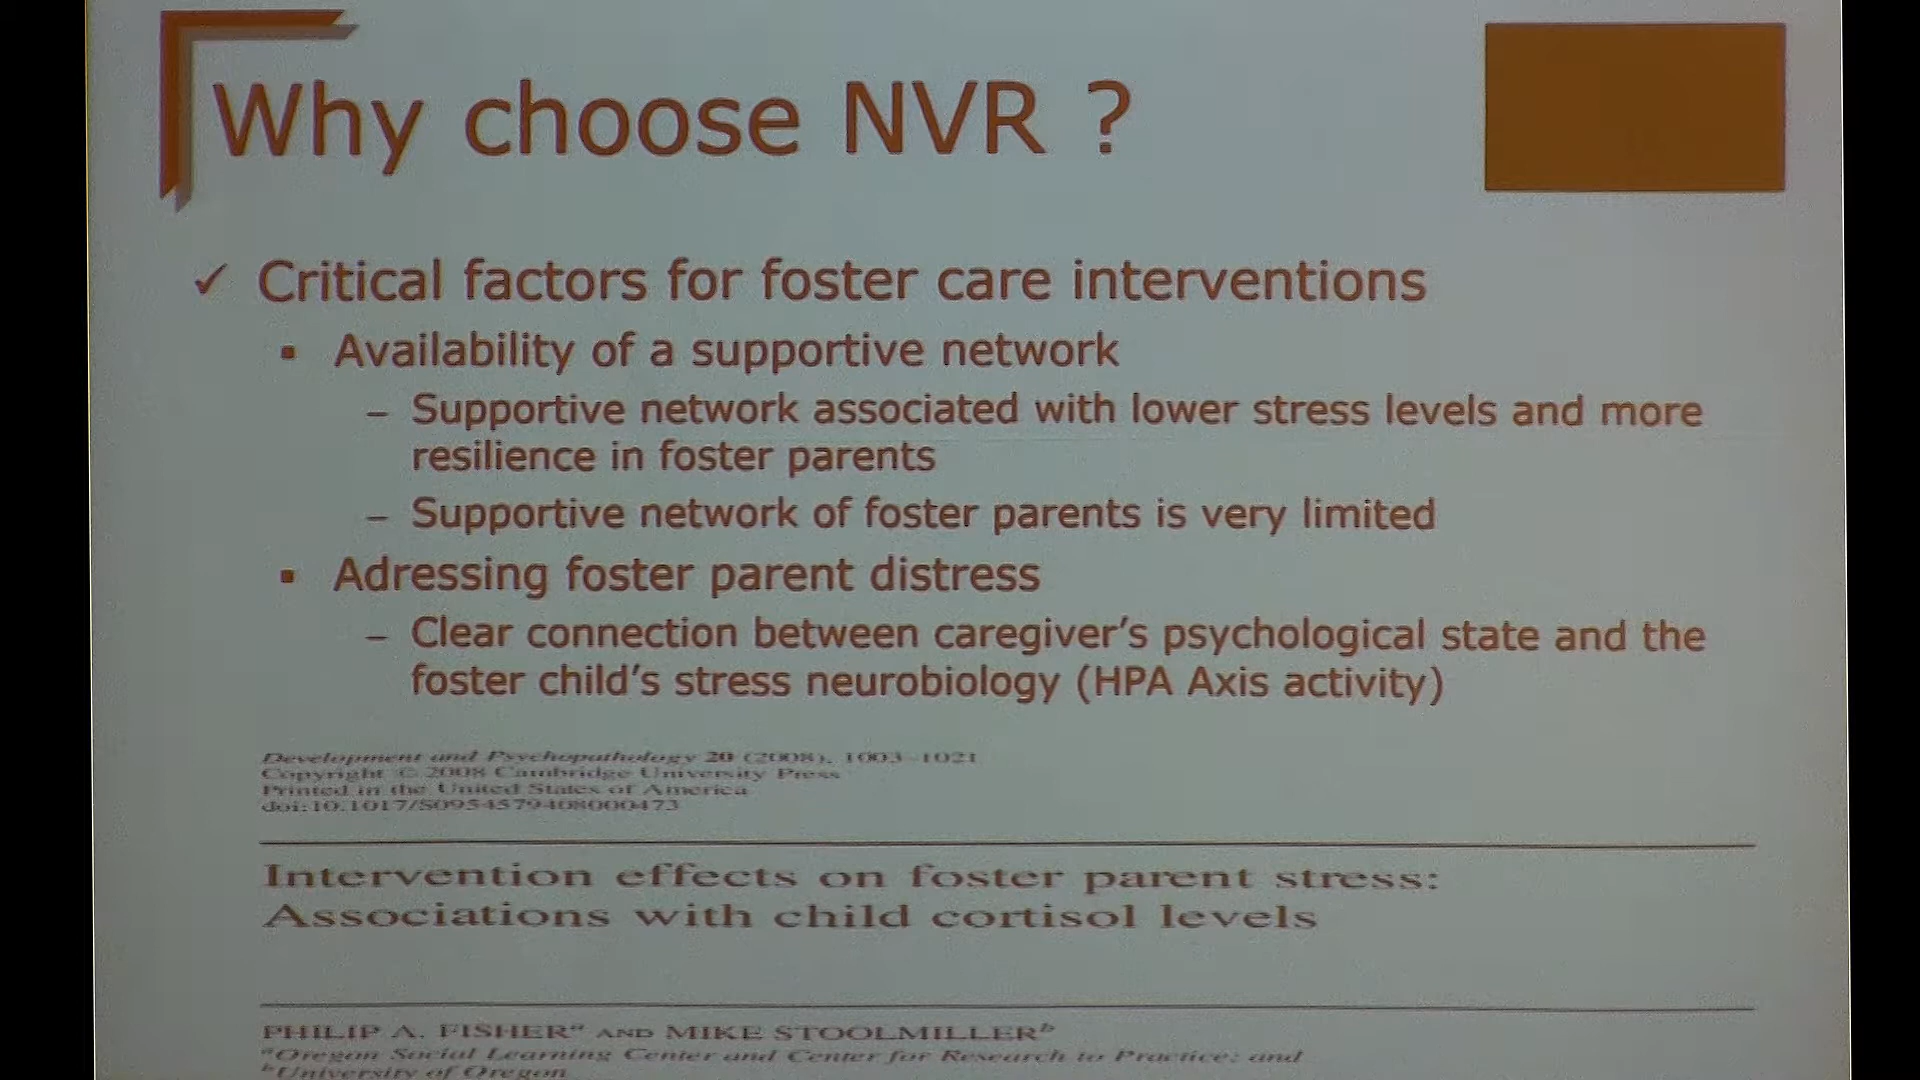 Why choose NVR ?
✓ Critical factors for foster care interventions
▪ Availability of a supportive network
– Supportive network associated with lower stress levels and more
resilience in foster parents
– Supportive network of foster parents is very limited
▪ Adressing foster parent distress
– Clear connection between caregiver's psychological state and the
foster child's stress neurobiology (HPA Axis activity)
Development and Psychopathology 20 (2008), 1003–1021
Copyright © 2008 Cambridge University Press
Printed in the United States of America
doi:10.1017/S0954579408000473
Intervention effects on foster parent stress:
Associations with child cortisol levels
PHILIP A. FISHERᵃ AND MIKE STOOLMILLERᵇ
ᵃOregon Social Learning Center and Center for Research to Practice; and
ᵇUniversity of Oregon